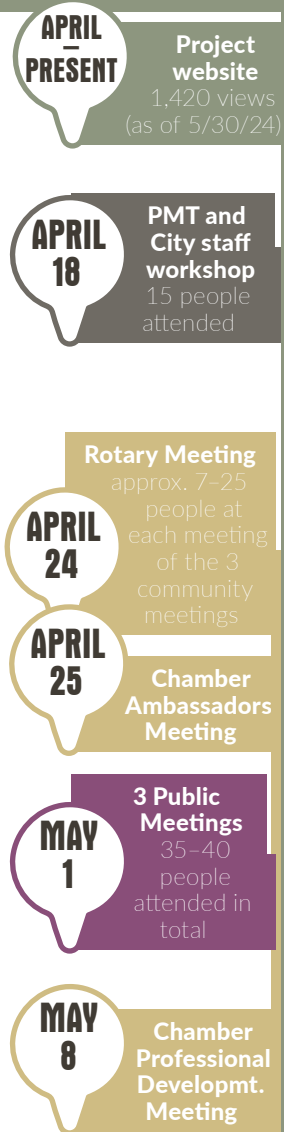 APRIL
–
PRESENT
Project
website
1,420 views
(as of 5/30/24)
APRIL
18
PMT and
City staff
workshop
15 people
attended
APRIL
24
Rotary Meeting
approx. 7–25
people at
each meeting
of the 3
community
meetings
APRIL
25
Chamber
Ambassadors
Meeting
MAY
1
3 Public
Meetings
35–40
people
attended in
total
MAY
8
Chamber
Professional
Developmt.
Meeting